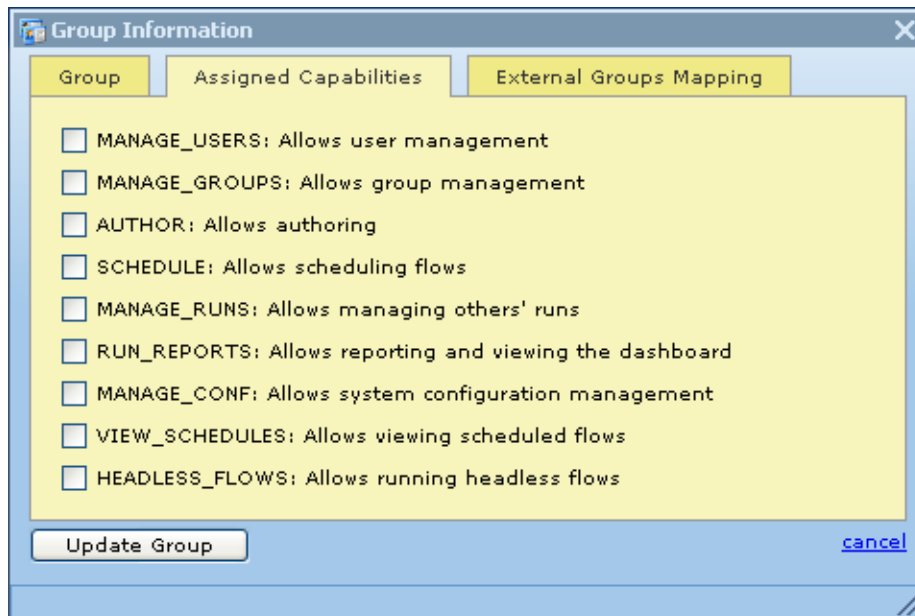 Group Information
Group
Assigned Capabilities
External Groups Mapping
MANAGE_USERS: Allows user management
MANAGE_GROUPS: Allows group management
AUTHOR: Allows authoring
SCHEDULE: Allows scheduling flows
MANAGE_RUNS: Allows managing others' runs
RUN_REPORTS: Allows reporting and viewing the dashboard
MANAGE_CONF: Allows system configuration management
VIEW_SCHEDULES: Allows viewing scheduled flows
HEADLESS_FLOWS: Allows running headless flows
Update Group
cancel